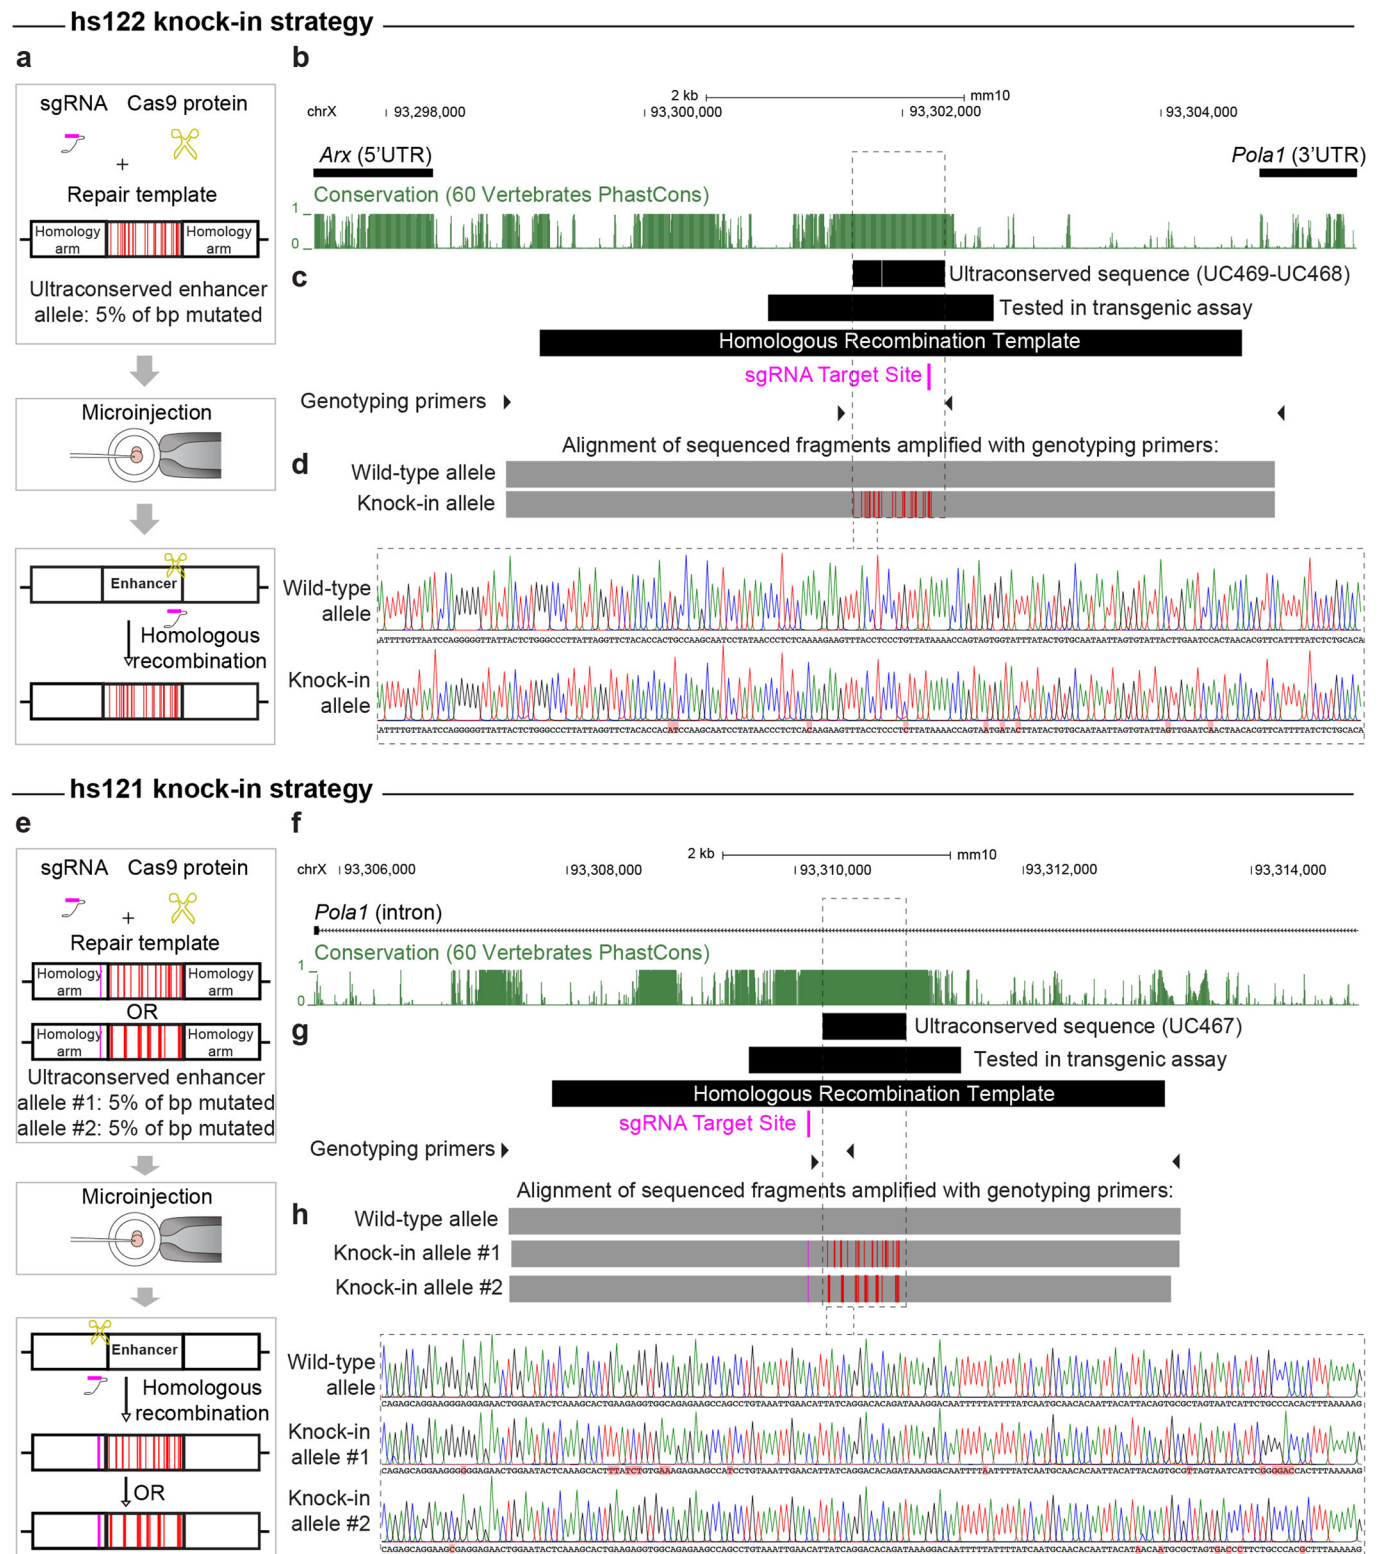 hs122 knock-in strategy
a
sgRNA Cas9 protein
+
Repair template
Homology arm
Homology arm
Ultraconserved enhancer
allele: 5% of bp mutated
Microinjection
Enhancer
Homologous
recombination
b
2 kb mm10
chrX 93,298,000 93,300,000 93,302,000 93,304,000
Arx (5'UTR) Pola1 (3'UTR)
Conservation (60 Vertebrates PhastCons)
1
0
c
Ultraconserved sequence (UC469-UC468)
Tested in transgenic assay
Homologous Recombination Template
sgRNA Target Site
Genotyping primers
Alignment of sequenced fragments amplified with genotyping primers:
d
Wild-type allele
Knock-in allele
Wild-type
allele
Knock-in
allele
hs121 knock-in strategy
e
sgRNA Cas9 protein
+
Repair template
Homology arm
Homology arm
OR
Homology arm
Homology arm
Ultraconserved enhancer
allele #1: 5% of bp mutated
allele #2: 5% of bp mutated
Microinjection
Enhancer
Homologous
recombination
OR
f
2 kb mm10
chrX 93,306,000 93,308,000 93,310,000 93,312,000 93,314,000
Pola1 (intron)
Conservation (60 Vertebrates PhastCons)
1
0
g
Ultraconserved sequence (UC467)
Tested in transgenic assay
Homologous Recombination Template
sgRNA Target Site
Genotyping primers
Alignment of sequenced fragments amplified with genotyping primers:
h
Wild-type allele
Knock-in allele #1
Knock-in allele #2
Wild-type
allele
Knock-in
allele #1
Knock-in
allele #2